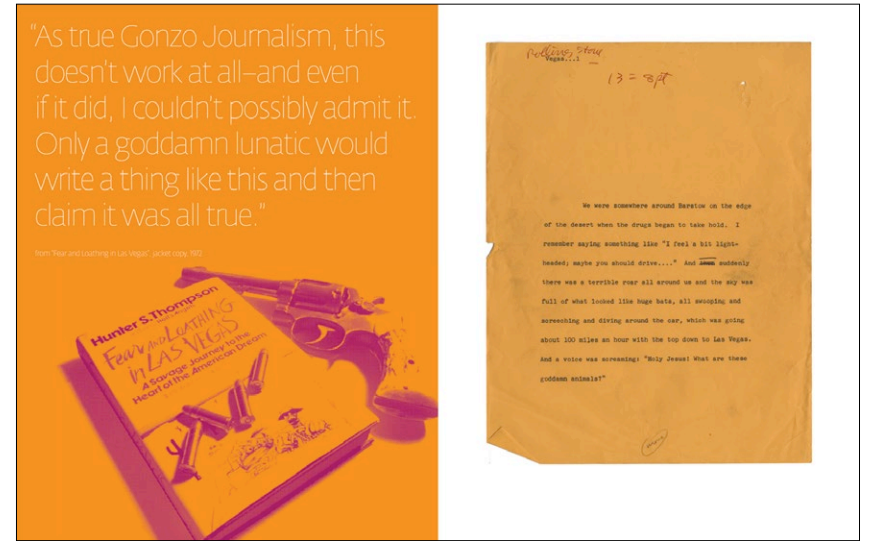 "As true Gonzo Journalism, this
doesn't work at all–and even
if it did, I couldn't possibly admit it.
Only a goddamn lunatic would
write a thing like this and then
claim it was all true."
from "Fear and Loathing in Las Vegas", jacket copy, 1972
Hunter S. Thompson
FEAR AND LOATHING
in LAS VEGAS
A Savage Journey to the
Heart of the American Dream
Rolling Stone
Vegas...1
13 = 8pt
We were somewhere around Barstow on the edge
of the desert when the drugs began to take hold. I
remember saying something like "I feel a bit light-
headed; maybe you should drive...." And suddenly
there was a terrible roar all around us and the sky was
full of what looked like huge bats, all swooping and
screeching and diving around the car, which was going
about 100 miles an hour with the top down to Las Vegas.
And a voice was screaming: "Holy Jesus! What are these
goddamn animals?"